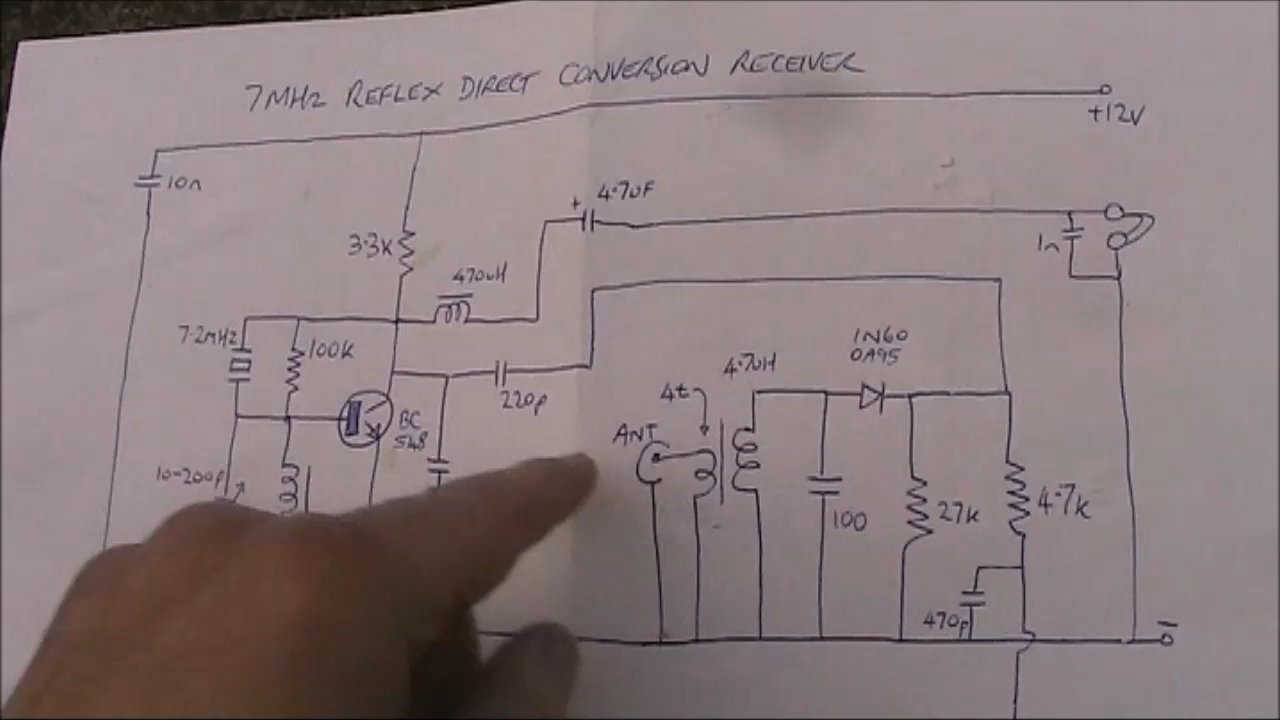 7MHz REFLEX DIRECT CONVERSION RECEIVER
+12V
10n
4.7uF
+
3.3K
1n
470uH
7.2MHz
100k
1N60
OA95
4.7uH
220p
4t
BC
548
ANT
10-200p
100
27k
4.7k
470p
-